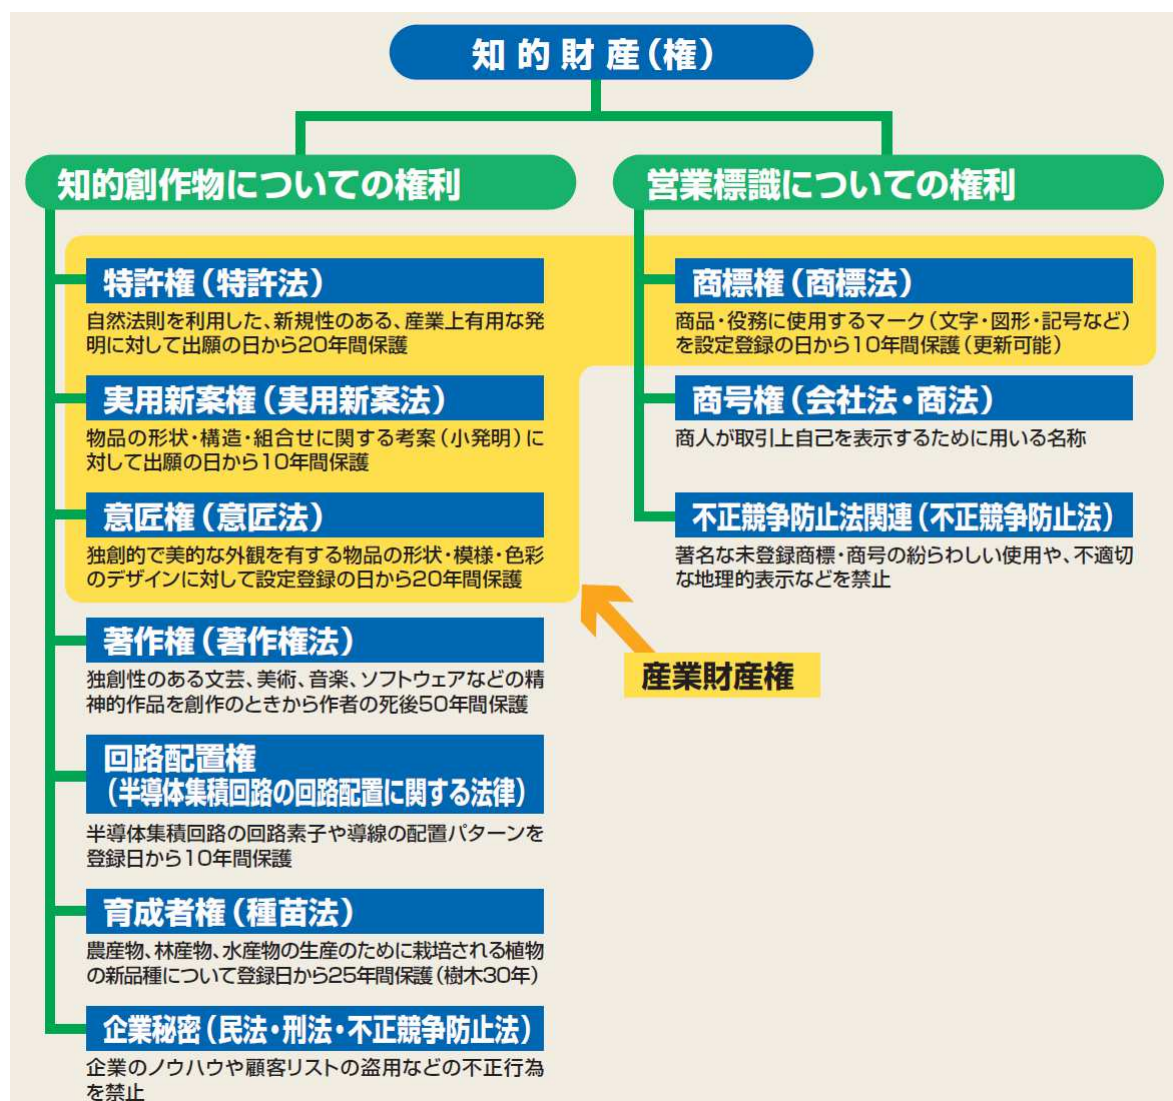 知的財産(権)
知的創作物についての権利
特許権(特許法)
自然法則を利用した、新規性のある、産業上有用な発
明に対して出願の日から20年間保護
実用新案権(実用新案法)
物品の形状・構造・組合せに関する考案(小発明)に
対して出願の日から10年間保護
意匠権(意匠法)
独創的で美的な外観を有する物品の形状・模様・色彩
のデザインに対して設定登録の日から20年間保護
著作権(著作権法)
独創性のある文芸、美術、音楽、ソフトウェアなどの精
神的作品を創作のときから作者の死後50年間保護
回路配置権
(半導体集積回路の回路配置に関する法律)
半導体集積回路の回路素子や導線の配置パターンを
登録日から10年間保護
育成者権(種苗法)
農産物、林産物、水産物の生産のために栽培される植物
の新品種について登録日から25年間保護(樹木30年)
企業秘密(民法・刑法・不正競争防止法)
企業のノウハウや顧客リストの盗用などの不正行為
を禁止
営業標識についての権利
商標権(商標法)
商品・役務に使用するマーク(文字・図形・記号など)
を設定登録の日から10年間保護(更新可能)
商号権(会社法・商法)
商人が取引上自己を表示するために用いる名称
不正競争防止法関連(不正競争防止法)
著名な未登録商標・商号の紛らわしい使用や、不適切
な地理的表示などを禁止
産業財産権